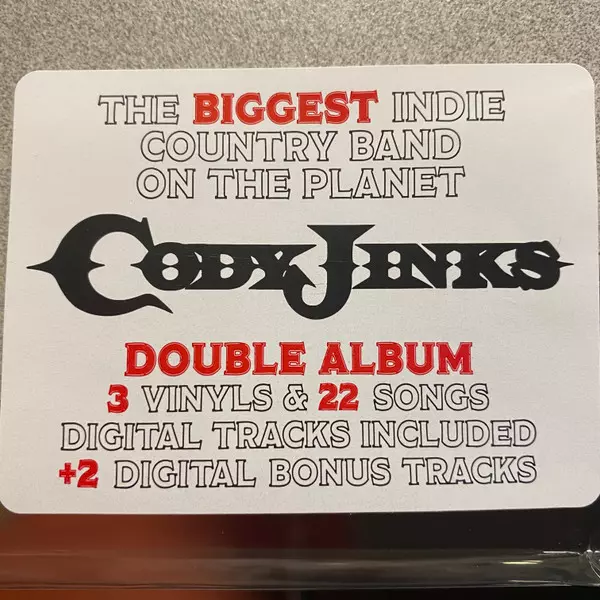 THE BIGGEST INDIE
COUNTRY BAND
ON THE PLANET
CODY JINKS
DOUBLE ALBUM
3 VINYLS & 22 SONGS
DIGITAL TRACKS INCLUDED
+2 DIGITAL BONUS TRACKS